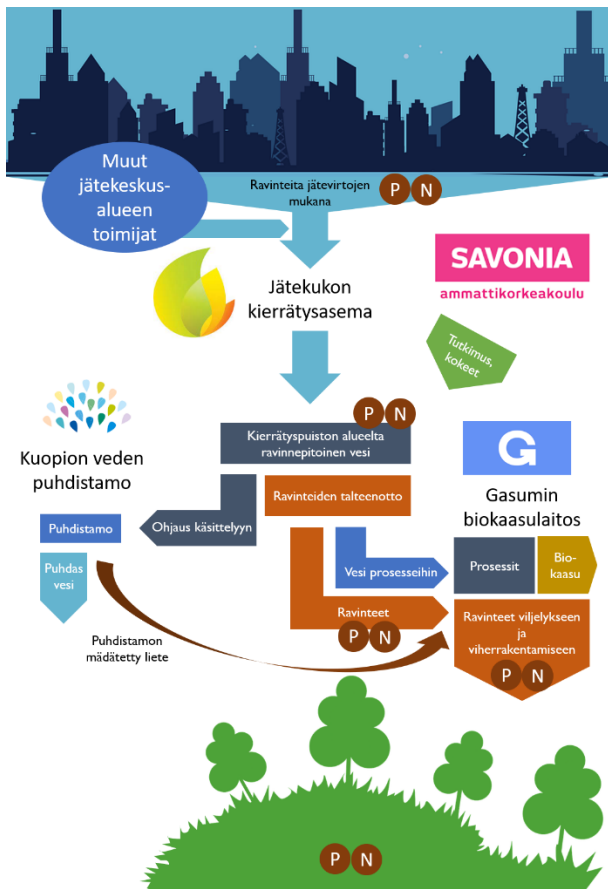 Muut
jätekeskus-
alueen
toimijat
Ravinteita jätevirtojen
mukana
P N
Jätekukon
kierrätysasema
SAVONIA
ammattikorkeakoulu
Tutkimus,
kokeet
P N
Kierrätyspuiston alueelta
ravinnepitoinen vesi
Kuopion veden
puhdistamo
G
Gasumin
biokaasulaitos
Ravinteiden talteenotto
Puhdistamo
Ohjaus käsittelyyn
Puhdas
vesi
Vesi prosesseihin
Prosessit
Bio-
kaasu
Ravinteet
P N
Ravinteet viljelykseen
ja
viherrakentamiseen
P N
Puhdistamon
mädätetty liete
P N